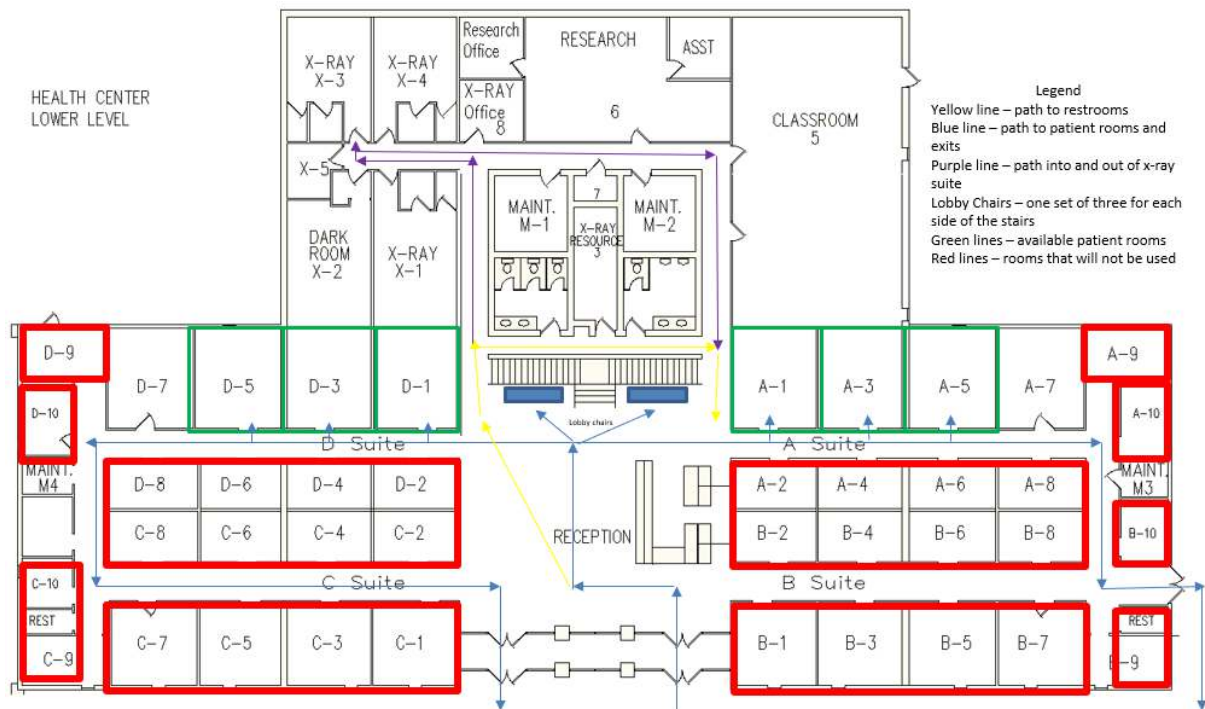 HEALTH CENTER
LOWER LEVEL
X-RAY
X-3
X-RAY
X-4
Research
Office
RESEARCH
ASST
X-RAY
Office
8
6
CLASSROOM
5
Legend
Yellow line – path to restrooms
Blue line – path to patient rooms and
exits
Purple line – path into and out of x-ray
suite
Lobby Chairs – one set of three for each
side of the stairs
Green lines – available patient rooms
Red lines – rooms that will not be used
X-5
DARK
ROOM
X-2
X-RAY
X-1
MAINT.
M-1
7
X-RAY
RESOURCE
3
MAINT.
M-2
D-9
D-7
D-5
D-3
D-1
A-1
A-3
A-5
A-7
A-9
D-10
A-10
Lobby chairs
D Suite
A Suite
MAINT.
M4
MAINT.
M3
D-8
D-6
D-4
D-2
A-2
A-4
A-6
A-8
C-8
C-6
C-4
C-2
RECEPTION
B-2
B-4
B-6
B-8
B-10
C-10
C Suite
B Suite
REST
REST
C-9
C-7
C-5
C-3
C-1
B-1
B-3
B-5
B-7
B-9